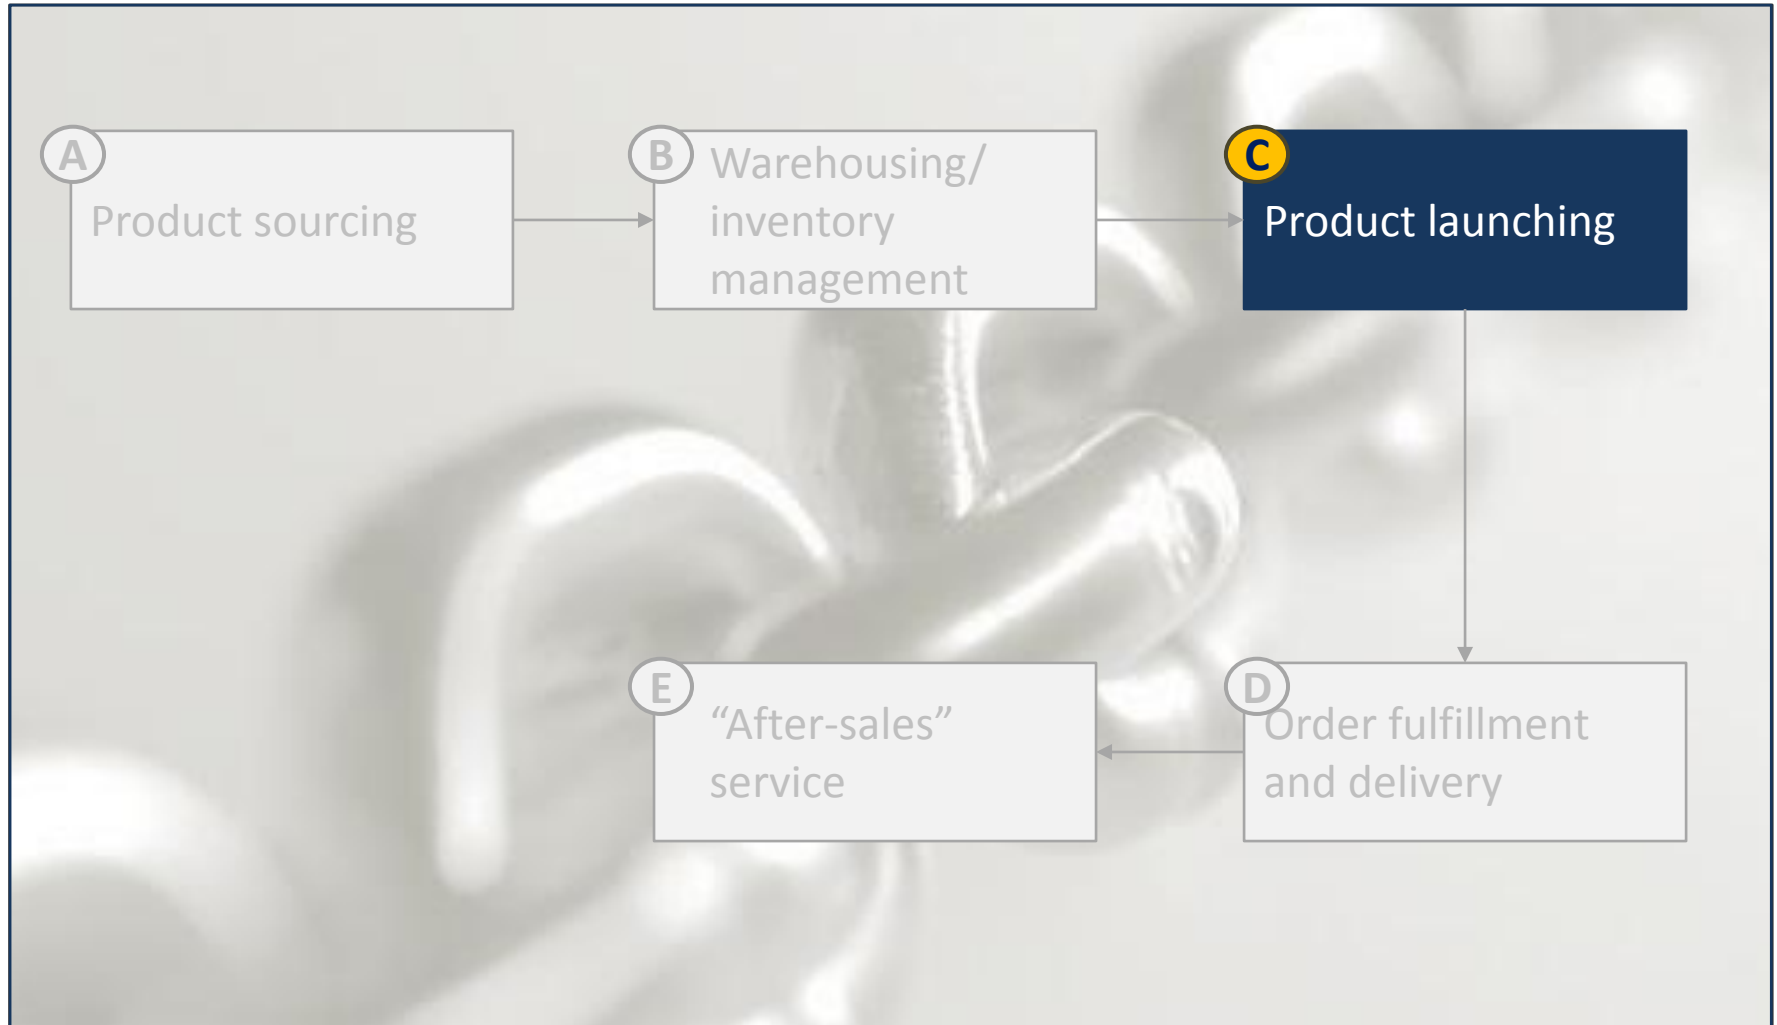 A
Product sourcing
B
Warehousing/
inventory
management
C
Product launching
D
Order fulfillment
and delivery
E
“After-sales”
service